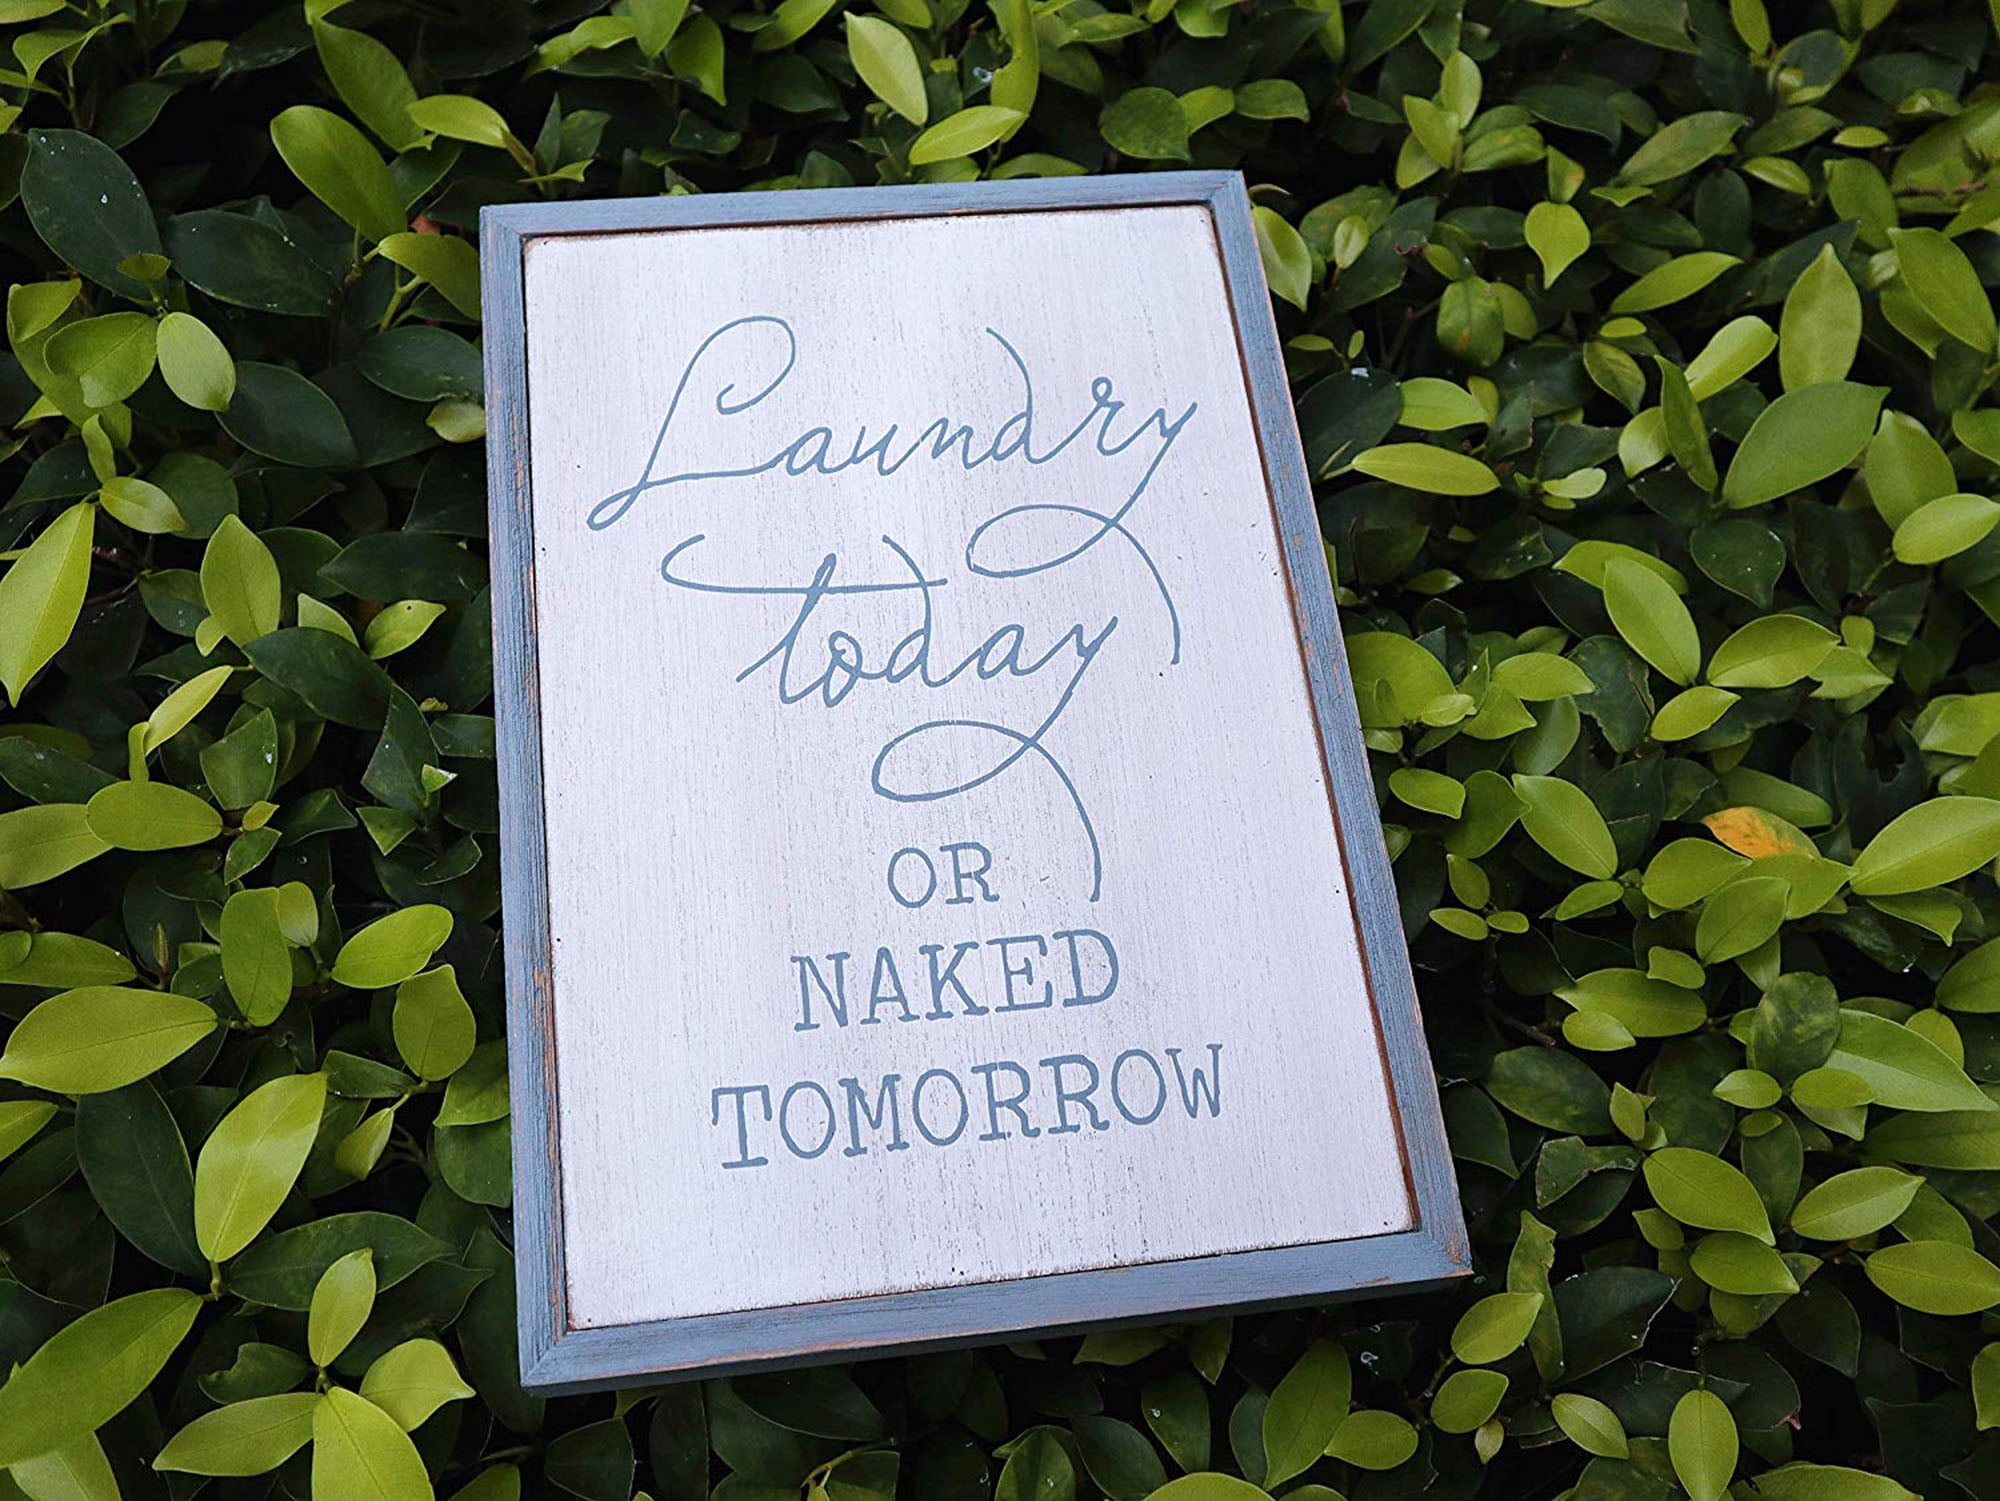 Laundry
today
OR
NAKED
TOMORROW